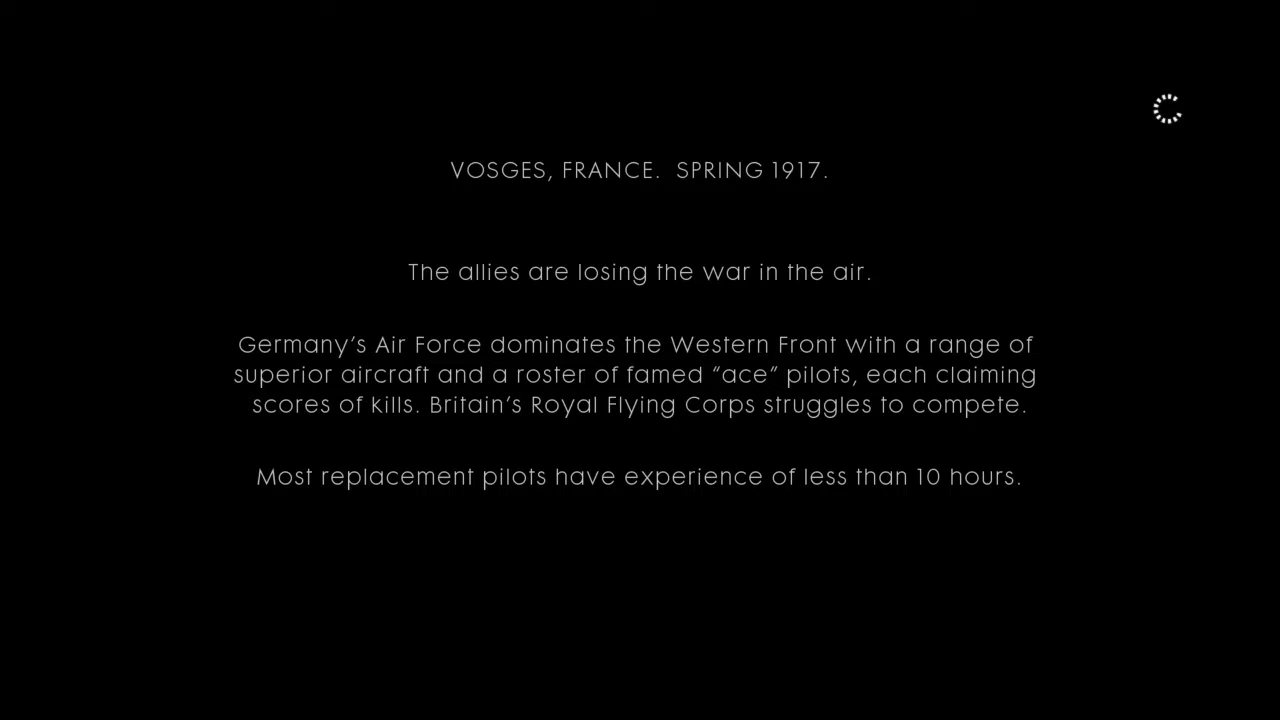 VOSGES, FRANCE.  SPRING 1917.
The allies are losing the war in the air.
Germany’s Air Force dominates the Western Front with a range of
superior aircraft and a roster of famed “ace” pilots, each claiming
scores of kills. Britain’s Royal Flying Corps struggles to compete.
Most replacement pilots have experience of less than 10 hours.